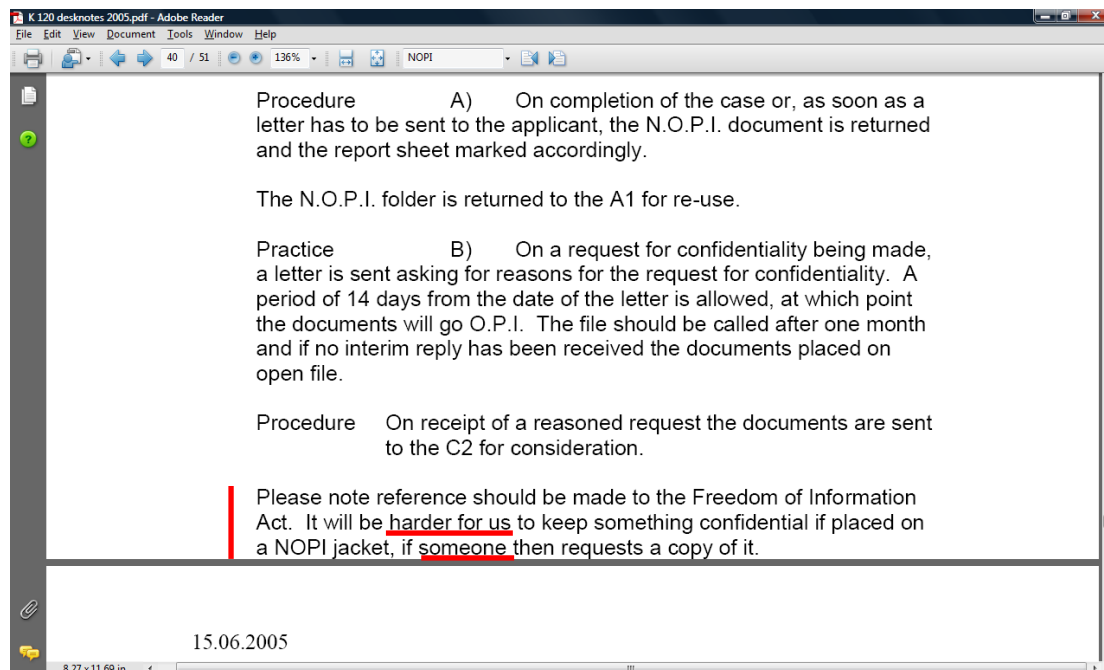 K 120 desknotes 2005.pdf - Adobe Reader
File Edit View Document Tools Window Help
40 / 51 136% NOPI
Procedure A) On completion of the case or, as soon as a
letter has to be sent to the applicant, the N.O.P.I. document is returned
and the report sheet marked accordingly.
The N.O.P.I. folder is returned to the A1 for re-use.
Practice B) On a request for confidentiality being made,
a letter is sent asking for reasons for the request for confidentiality. A
period of 14 days from the date of the letter is allowed, at which point
the documents will go O.P.I. The file should be called after one month
and if no interim reply has been received the documents placed on
open file.
Procedure On receipt of a reasoned request the documents are sent
to the C2 for consideration.
Please note reference should be made to the Freedom of Information
Act. It will be harder for us to keep something confidential if placed on
a NOPI jacket, if someone then requests a copy of it.
15.06.2005
8.27 x 11.69 in